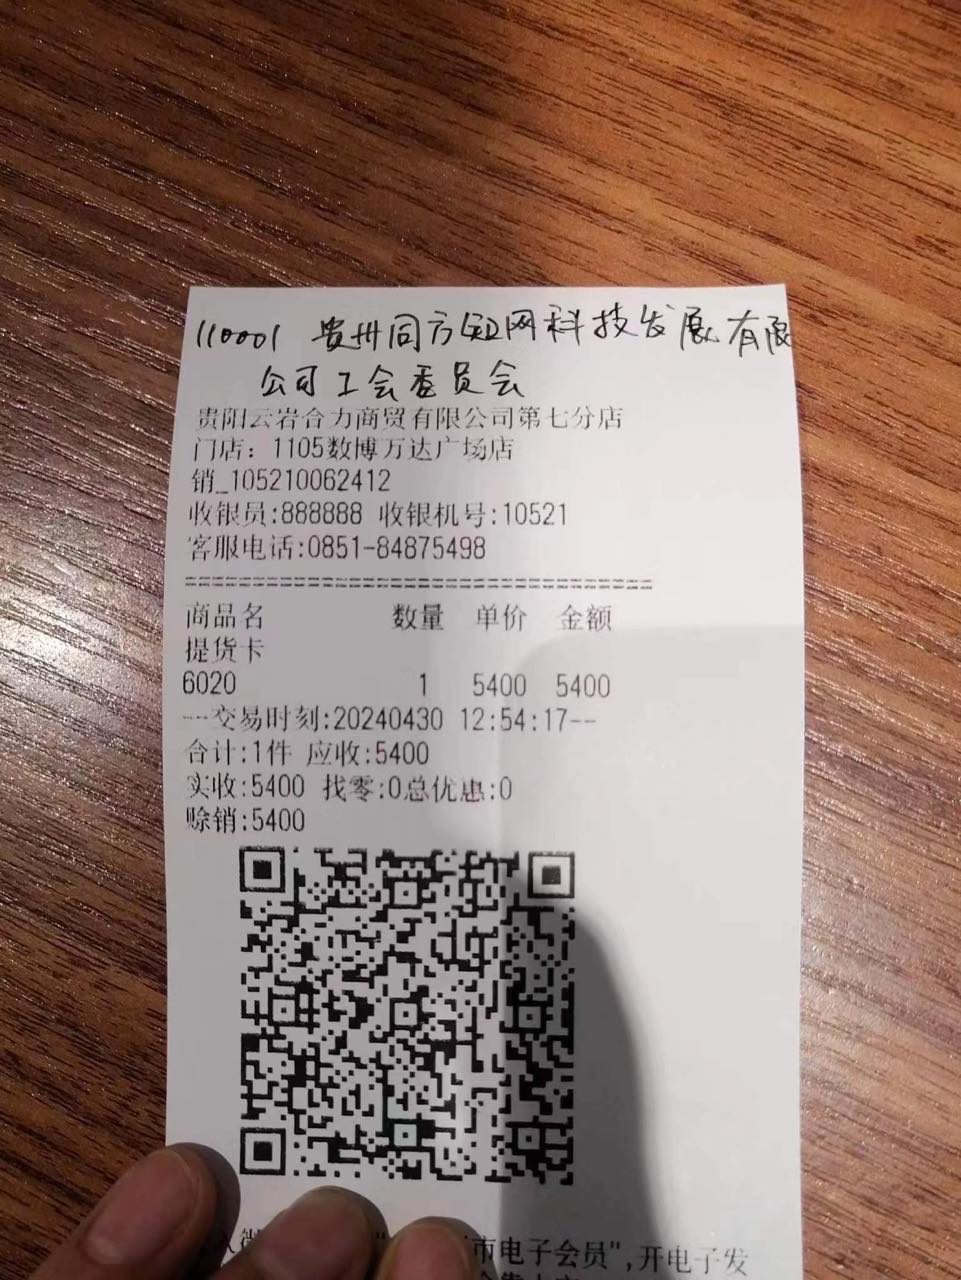 110001 贵州同方知网科技发展有限
公司工会委员会
贵阳云岩合力商贸有限公司第七分店
门店：1105数博万达广场店
销_105210062412
收银员:888888 收银机号:10521
客服电话:0851-84875498
商品名 数量 单价 金额
提货卡
6020 1 5400 5400
--交易时刻:20240430 12:54:17--
合计:1件 应收:5400
实收:5400 找零:0总优惠:0
赊销:5400
市电子会员",开电子发